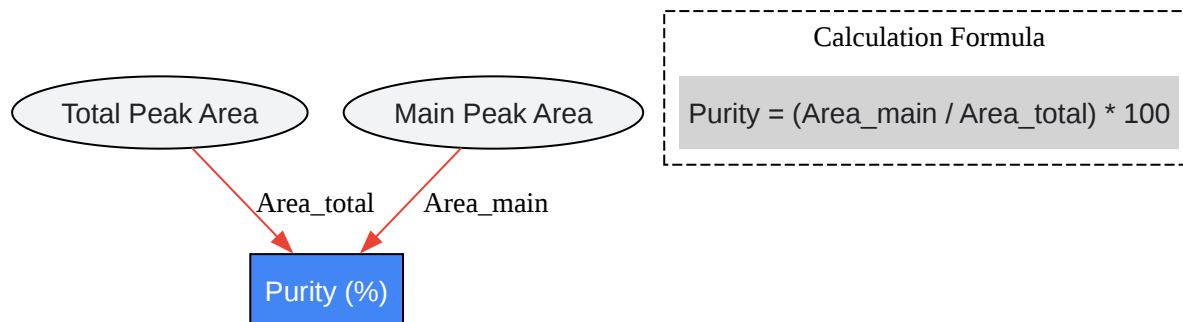 Calculation Formula
Total Peak Area
Main Peak Area
Purity = (Area_main / Area_total) * 100
Area_total
Area_main
Purity (%)